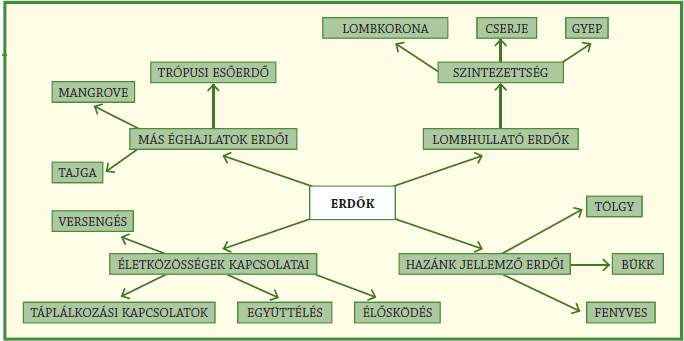 LOMBKORONA
CSERJE
GYEP
TRÓPUSI ESŐERDŐ
SZINTEZETTSÉG
MANGROVE
MÁS ÉGHAJLATOK ERDŐI
LOMBHULLATÓ ERDŐK
TAJGA
ERDŐK
TÖLGY
VERSENGÉS
ÉLETKÖZÖSSÉGEK KAPCSOLATAI
HAZÁNK JELLEMZŐ ERDŐI
BÜKK
TÁPLÁLKOZÁSI KAPCSOLATOK
EGYÜTTÉLÉS
ÉLŐSKÖDÉS
FENYVES